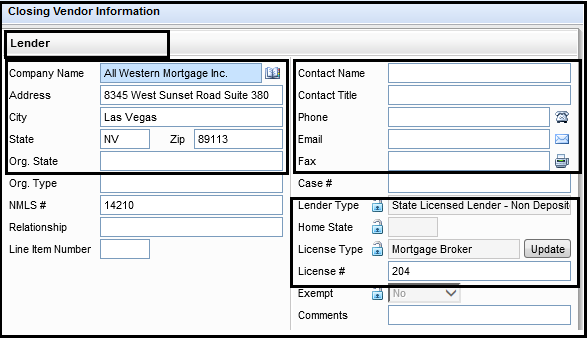 Closing Vendor Information
Lender
Company Name All Western Mortgage Inc.
Address 8345 West Sunset Road Suite 380
City Las Vegas
State NV Zip 89113
Org. State
Org. Type
NMLS # 14210
Relationship
Line Item Number
Contact Name
Contact Title
Phone
Email
Fax
Case #
Lender Type State Licensed Lender - Non Deposit
Home State
License Type Mortgage Broker Update
License # 204
Exempt No
Comments